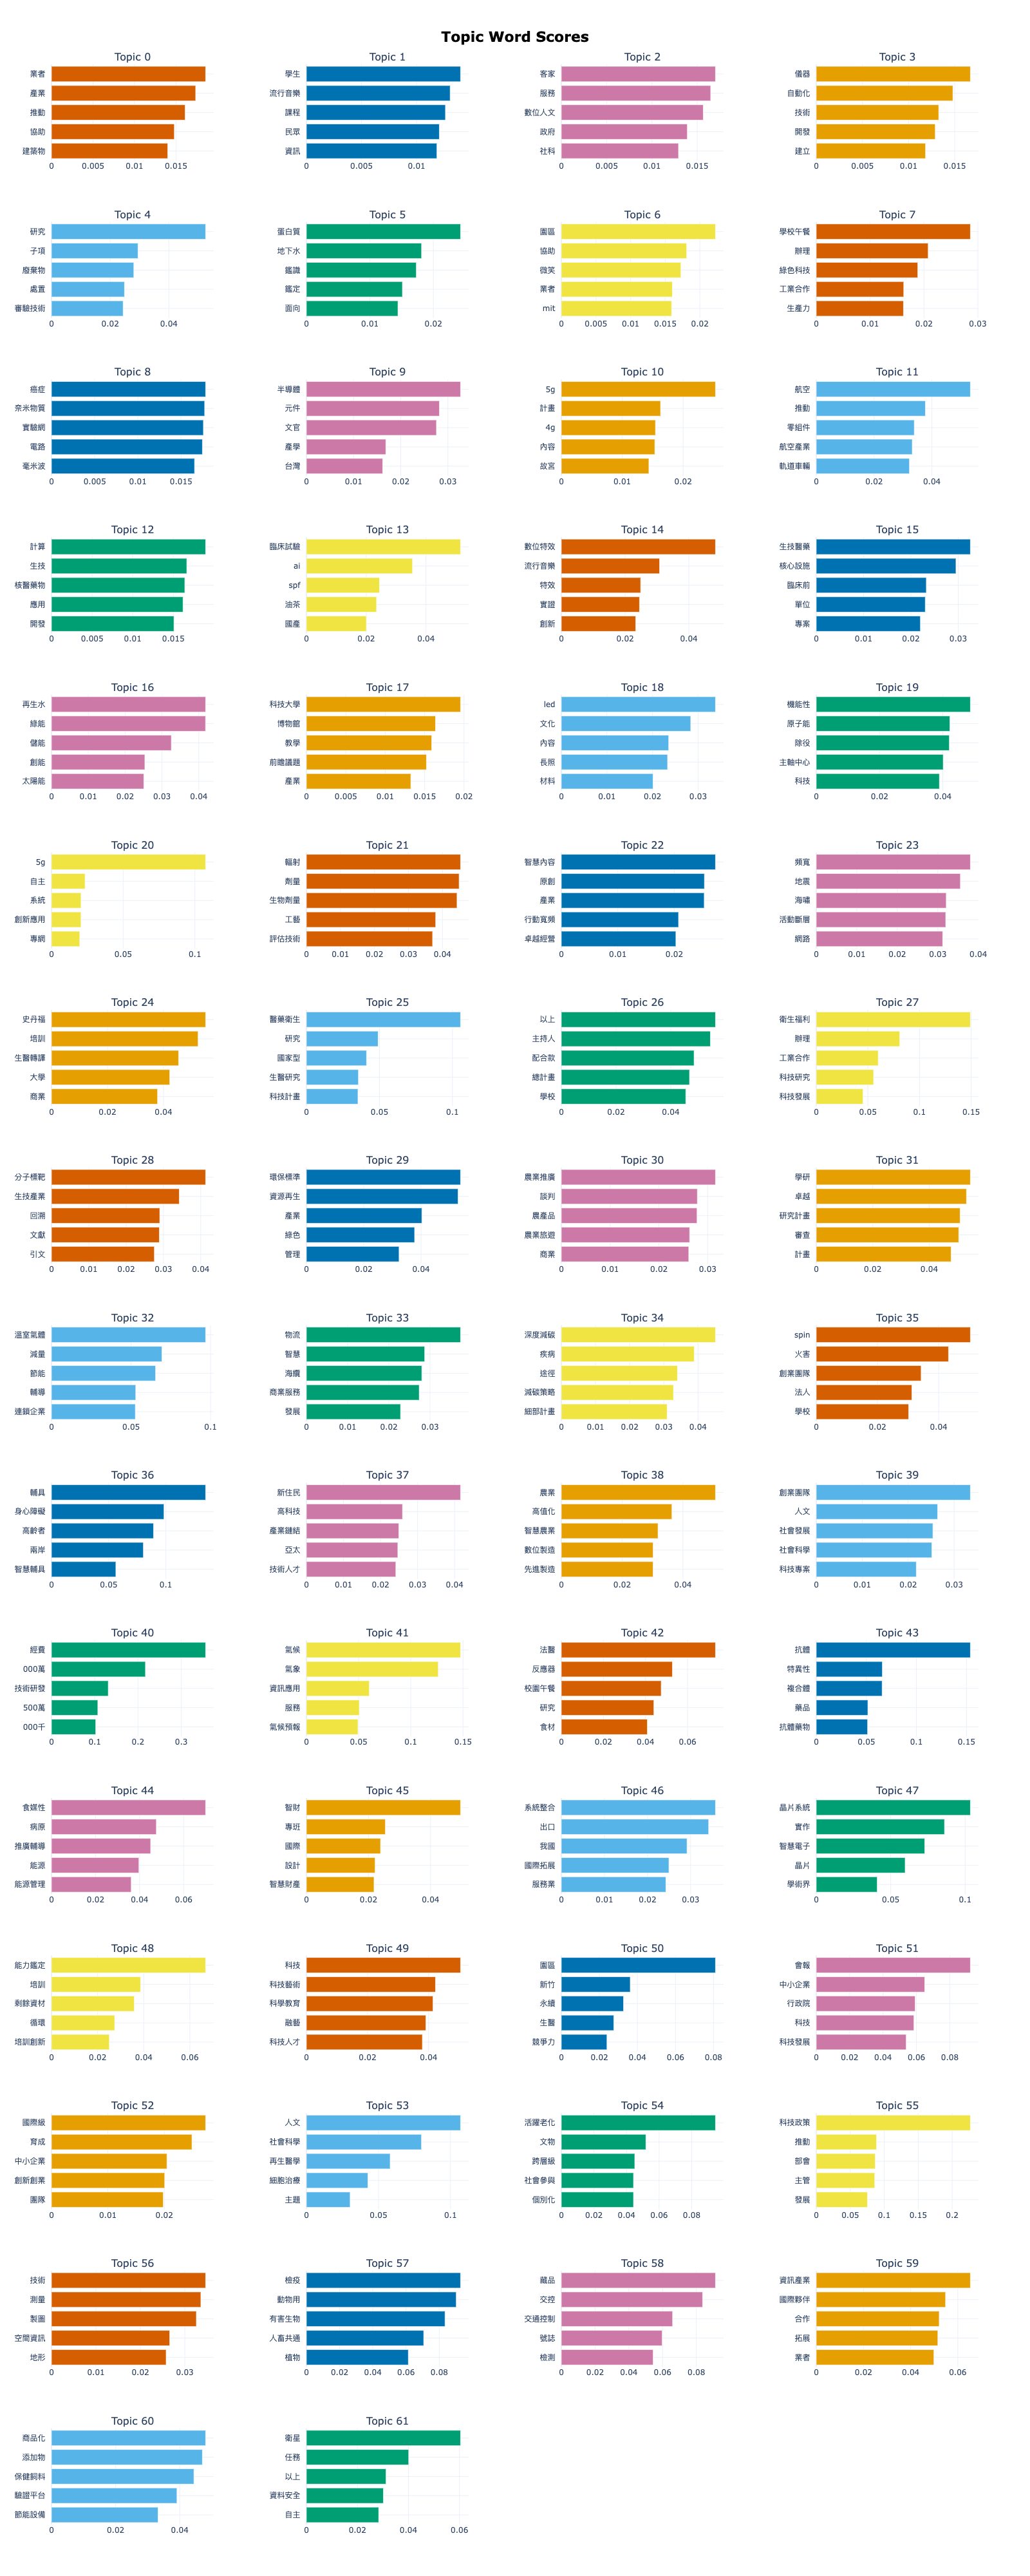 Topic Word Scores
Topic 0
業者
產業
推動
協助
建築物
0 0.005 0.01 0.015
Topic 1
學生
流行音樂
課程
民眾
資訊
0 0.005 0.01
Topic 2
客家
服務
數位人文
政府
社科
0 0.005 0.01 0.015
Topic 3
儀器
自動化
技術
開發
建立
0 0.005 0.01 0.015
Topic 4
研究
子項
廢棄物
處置
審驗技術
0 0.02 0.04
Topic 5
蛋白質
地下水
鑑識
鑑定
面向
0 0.01 0.02
Topic 6
園區
協助
微笑
業者
mit
0 0.005 0.01 0.015 0.02
Topic 7
學校午餐
辦理
綠色科技
工業合作
生產力
0 0.01 0.02 0.03
Topic 8
癌症
奈米物質
實驗網
電路
毫米波
0 0.005 0.01 0.015
Topic 9
半導體
元件
文官
產學
台灣
0 0.01 0.02 0.03
Topic 10
5g
計畫
4g
內容
故宮
0 0.01 0.02
Topic 11
航空
推動
零組件
航空產業
軌道車輛
0 0.02 0.04
Topic 12
計算
生技
核醫藥物
應用
開發
0 0.005 0.01 0.015
Topic 13
臨床試驗
ai
spf
油茶
國產
0 0.02 0.04
Topic 14
數位特效
流行音樂
特效
實證
創新
0 0.02 0.04
Topic 15
生技醫藥
核心設施
臨床前
單位
專案
0 0.01 0.02 0.03
Topic 16
再生水
綠能
儲能
創能
太陽能
0 0.01 0.02 0.03 0.04
Topic 17
科技大學
博物館
教學
前瞻議題
產業
0 0.005 0.01 0.015 0.02
Topic 18
led
文化
內容
長照
材料
0 0.01 0.02 0.03
Topic 19
機能性
原子能
除役
主軸中心
科技
0 0.02 0.04
Topic 20
5g
自主
系統
創新應用
專網
0 0.05 0.1
Topic 21
輻射
劑量
生物劑量
工藝
評估技術
0 0.01 0.02 0.03 0.04
Topic 22
智慧內容
原創
產業
行動寬頻
卓越經營
0 0.01 0.02
Topic 23
頻寬
地震
海嘯
活動斷層
網路
0 0.01 0.02 0.03 0.04
Topic 24
史丹福
培訓
生醫轉譯
大學
商業
0 0.02 0.04
Topic 25
醫藥衛生
研究
國家型
生醫研究
科技計畫
0 0.05 0.1
Topic 26
以上
主持人
配合款
總計畫
學校
0 0.02 0.04
Topic 27
衛生福利
辦理
工業合作
科技研究
科技發展
0 0.05 0.1 0.15
Topic 28
分子標靶
生技產業
回溯
文獻
引文
0 0.01 0.02 0.03 0.04
Topic 29
環保標準
資源再生
產業
綠色
管理
0 0.02 0.04
Topic 30
農業推廣
談判
農產品
農業旅遊
商業
0 0.01 0.02 0.03
Topic 31
學研
卓越
研究計畫
審查
計畫
0 0.02 0.04
Topic 32
溫室氣體
減量
節能
輔導
連鎖企業
0 0.05 0.1
Topic 33
物流
智慧
海纜
商業服務
發展
0 0.01 0.02 0.03
Topic 34
深度減碳
疾病
途徑
減碳策略
細部計畫
0 0.01 0.02 0.03 0.04
Topic 35
spin
火害
創業團隊
法人
學校
0 0.02 0.04
Topic 36
輔具
身心障礙
高齡者
兩岸
智慧輔具
0 0.05 0.1
Topic 37
新住民
高科技
產業鏈結
亞太
技術人才
0 0.01 0.02 0.03 0.04
Topic 38
農業
高值化
智慧農業
數位製造
先進製造
0 0.02 0.04
Topic 39
創業團隊
人文
社會發展
社會科學
科技專案
0 0.01 0.02 0.03
Topic 40
經費
000萬
技術研發
500萬
000千
0 0.1 0.2 0.3
Topic 41
氣候
氣象
資訊應用
服務
氣候預報
0 0.05 0.1 0.15
Topic 42
法醫
反應器
校園午餐
研究
食材
0 0.02 0.04 0.06
Topic 43
抗體
特異性
複合體
藥品
抗體藥物
0 0.05 0.1 0.15
Topic 44
食媒性
病原
推廣輔導
能源
能源管理
0 0.02 0.04 0.06
Topic 45
智財
專班
國際
設計
智慧財產
0 0.02 0.04
Topic 46
系統整合
出口
我國
國際拓展
服務業
0 0.01 0.02 0.03
Topic 47
晶片系統
實作
智慧電子
晶片
學術界
0 0.05 0.1
Topic 48
能力鑑定
培訓
剩餘資材
循環
培訓創新
0 0.02 0.04 0.06
Topic 49
科技
科技藝術
科學教育
融藝
科技人才
0 0.02 0.04
Topic 50
園區
新竹
永續
生醫
競爭力
0 0.02 0.04 0.06 0.08
Topic 51
會報
中小企業
行政院
科技
科技發展
0 0.02 0.04 0.06 0.08
Topic 52
國際級
育成
中小企業
創新創業
團隊
0 0.01 0.02
Topic 53
人文
社會科學
再生醫學
細胞治療
主題
0 0.05 0.1
Topic 54
活躍老化
文物
跨層級
社會參與
個別化
0 0.02 0.04 0.06 0.08
Topic 55
科技政策
推動
部會
主管
發展
0 0.05 0.1 0.15 0.2
Topic 56
技術
測量
製圖
空間資訊
地形
0 0.01 0.02 0.03
Topic 57
檢疫
動物用
有害生物
人畜共通
植物
0 0.02 0.04 0.06 0.08
Topic 58
藏品
交控
交通控制
號誌
檢測
0 0.02 0.04 0.06 0.08
Topic 59
資訊產業
國際夥伴
合作
拓展
業者
0 0.02 0.04 0.06
Topic 60
商品化
添加物
保健飼料
驗證平台
節能設備
0 0.02 0.04
Topic 61
衛星
任務
以上
資料安全
自主
0 0.02 0.04 0.06